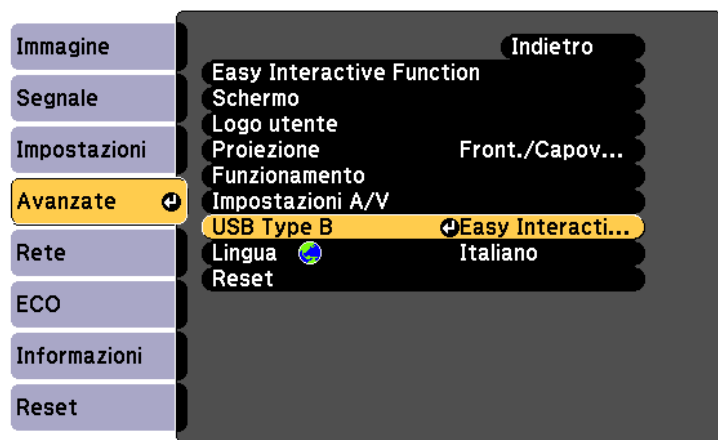 Immagine
Segnale
Impostazioni
Avanzate
Rete
ECO
Informazioni
Reset
Indietro
Easy Interactive Function
Schermo
Logo utente
Proiezione Front./Capov...
Funzionamento
Impostazioni A/V
USB Type B Easy Interacti...
Lingua Italiano
Reset